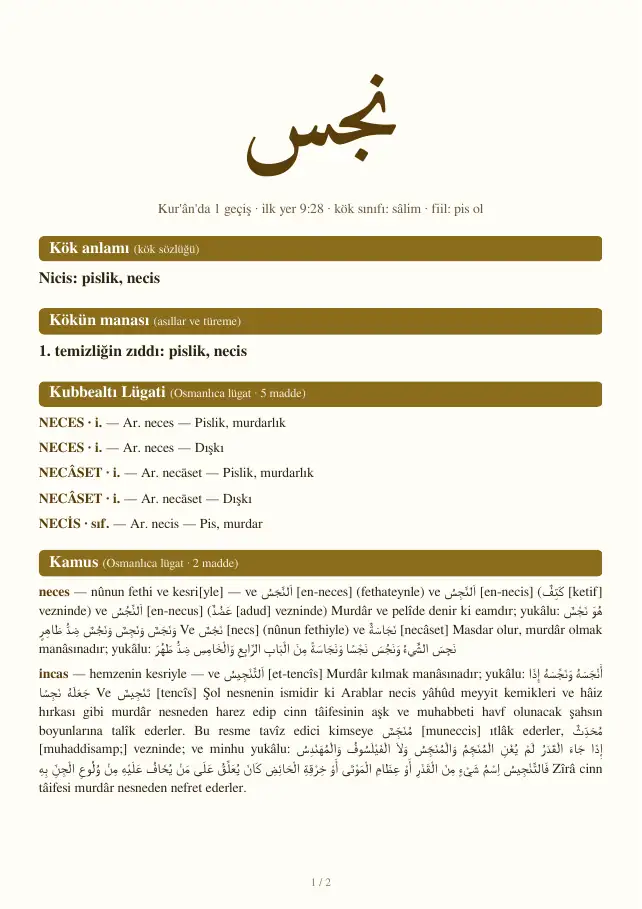 نجس
Kur'ân'da 1 geçiş · ilk yer 9:28 · kök sınıfı: sâlim · fiil: pis ol
Kök anlamı (kök sözlüğü)
Nicis: pislik, necis
Kökün manası (asıllar ve türeme)
1. temizliğin zıddı: pislik, necis
Kubbealtı Lügati (Osmanlıca lügat · 5 madde)
NECES · i. — Ar. neces — Pislik, murdarlık
NECES · i. — Ar. neces — Dışkı
NECÂSET · i. — Ar. necāset — Pislik, murdarlık
NECÂSET · i. — Ar. necāset — Dışkı
NECİS · sıf. — Ar. necis — Pis, murdar
Kamus (Osmanlıca lügat · 2 madde)
neces — nûnun fethi ve kesri[yle] — ve اَلنَّجَسُ [en-neces] (fethateynle) ve اَلنَّجِسُ [en-necis] (كَتِفٌ [ketif]
vezninde) ve اَلنَّجُسُ [en-necus] (عَضُدٌ [adud] vezninde) Murdâr ve pelîde denir ki eamdır; yukâlu: هُوَ نَجْسٌ
وَنَجَسٌ وَنَجِسٌ وَنَجُسٌ ضِدُّ طَاهِرٍ Ve نَجْسٌ [necs] (nûnun fethiyle) ve نَجَاسَةٌ [necâset] Masdar olur, murdâr olmak
manâsınadır; yukâlu: نَجِسَ الشَّيْءُ وَنَجُسَ نَجَسًا وَنَجَاسَةً مِنَ الْبَابِ الرَّابِعِ وَالْخَامِسِ ضِدُّ طَهُرَ
incas — hemzenin kesriyle — ve اَلتَّنْجِيسُ [et-tencîs] Murdâr kılmak manâsınadır; yukâlu: أَنْجَسَهُ وَنَجَّسَهُ إِذَا
جَعَلَهُ نَجِسًا Ve تَنْجِيسٌ [tencîs] Şol nesnenin ismidir ki Arablar necis yâhûd meyyit kemikleri ve hâiz
hırkası gibi murdâr nesneden harez edip cinn tâifesinin aşk ve muhabbeti havf olunacak şahsın
boyunlarına talîk ederler. Bu resme tavîz edici kimseye مُنَجِّسٌ [muneccis] ıtlâk ederler, مُحَدِّثٌ
[muhaddisamp;] vezninde; ve minhu yukâlu: إِذَا جَاءَ الْقَدَرُ لَمْ يُغْنِ الْمُنَجِّمُ وَالْمُنَجِّسُ وَلاَ الْفَيْلَسُوفُ وَالْمُهَنْدِسُ
فَالتَّنْجِيسُ اِسْمُ شَيْءٍ مِنَ الْقَذَرِ أَوْ عِظَامِ الْمَوْتَى أَوْ خِرْقَةِ الْحَائِضِ كَانَ يُعَلَّقُ عَلَى مَنْ يُخَافُ عَلَيْهِ مِنْ وُلُوعِ الْجِنِّ بِهِ Zîrâ cinn
tâifesi murdâr nesneden nefret ederler.
1 / 2